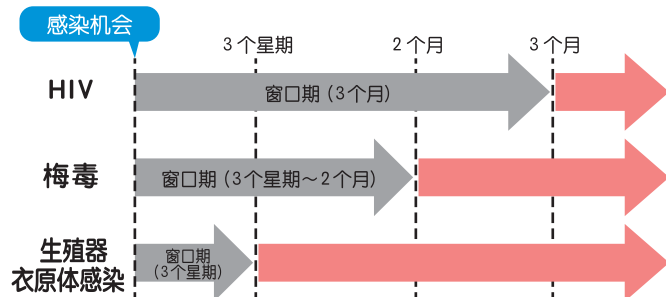 感染机会
3个星期
2个月
3个月
HIV
窗口期（3个月）
梅毒
窗口期（3个星期～2个月）
生殖器
衣原体感染
窗口期
（3个星期）